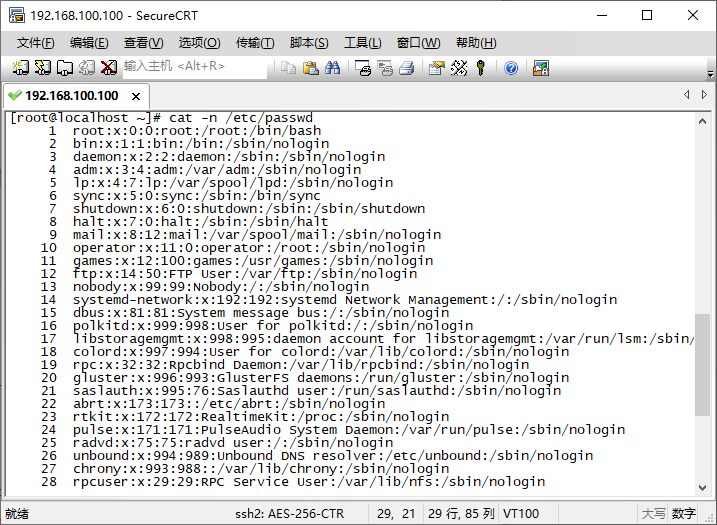 192.168.100.100 - SecureCRT
文件(F) 编辑(E) 查看(V) 选项(O) 传输(T) 脚本(S) 工具(L) 窗口(W) 帮助(H)
输入主机 <Alt+R>
192.168.100.100
[root@localhost ~]# cat -n /etc/passwd
1 root:x:0:0:root:/root:/bin/bash
2 bin:x:1:1:bin:/bin:/sbin/nologin
3 daemon:x:2:2:daemon:/sbin:/sbin/nologin
4 adm:x:3:4:adm:/var/adm:/sbin/nologin
5 lp:x:4:7:lp:/var/spool/lpd:/sbin/nologin
6 sync:x:5:0:sync:/sbin:/bin/sync
7 shutdown:x:6:0:shutdown:/sbin:/sbin/shutdown
8 halt:x:7:0:halt:/sbin:/sbin/halt
9 mail:x:8:12:mail:/var/spool/mail:/sbin/nologin
10 operator:x:11:0:operator:/root:/sbin/nologin
11 games:x:12:100:games:/usr/games:/sbin/nologin
12 ftp:x:14:50:FTP User:/var/ftp:/sbin/nologin
13 nobody:x:99:99:Nobody:/:/sbin/nologin
14 systemd-network:x:192:192:systemd Network Management:/:/sbin/nologin
15 dbus:x:81:81:System message bus:/:/sbin/nologin
16 polkitd:x:999:998:User for polkitd:/:/sbin/nologin
17 libstoragemgmt:x:998:995:daemon account for libstoragemgmt:/var/run/lsm:/sbin/
18 colord:x:997:994:User for colord:/var/lib/colord:/sbin/nologin
19 rpc:x:32:32:Rpcbind Daemon:/var/lib/rpcbind:/sbin/nologin
20 gluster:x:996:993:GlusterFS daemons:/run/gluster:/sbin/nologin
21 saslauth:x:995:76:Saslauthd user:/run/saslauthd:/sbin/nologin
22 abrt:x:173:173::/etc/abrt:/sbin/nologin
23 rtkit:x:172:172:RealtimeKit:/proc:/sbin/nologin
24 pulse:x:171:171:PulseAudio System Daemon:/var/run/pulse:/sbin/nologin
25 radvd:x:75:75:radvd user:/:/sbin/nologin
26 unbound:x:994:989:Unbound DNS resolver:/etc/unbound:/sbin/nologin
27 chrony:x:993:988::/var/lib/chrony:/sbin/nologin
28 rpcuser:x:29:29:RPC Service User:/var/lib/nfs:/sbin/nologin
就绪 ssh2: AES-256-CTR 29, 21 29 行, 85 列 VT100 大写 数字